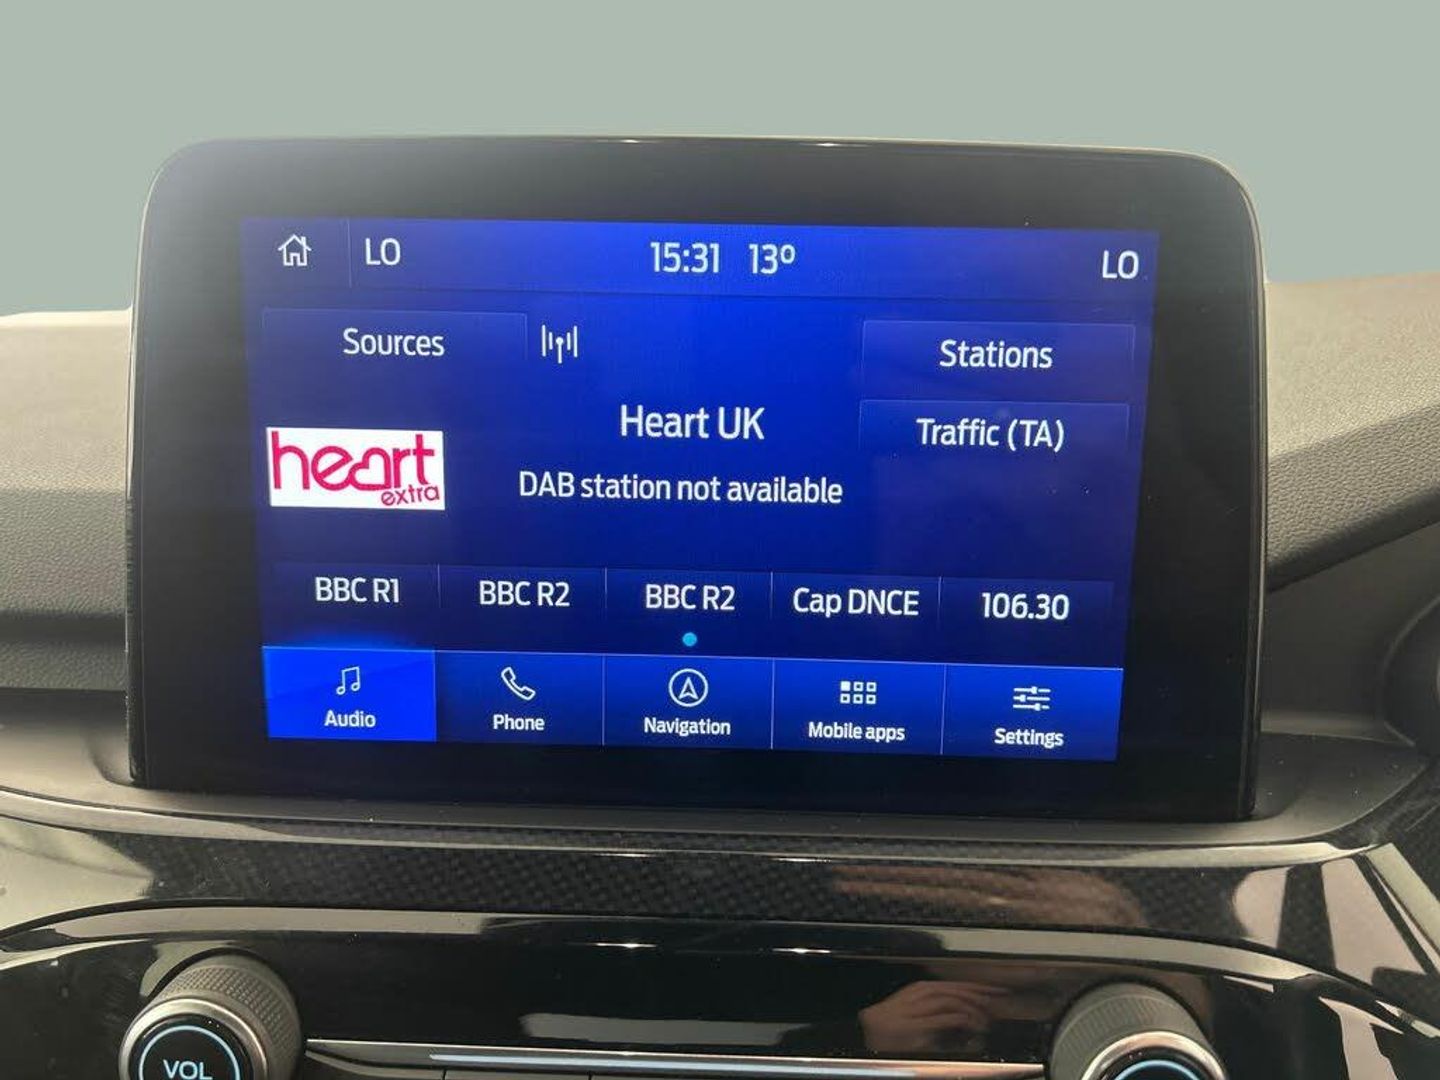 LO 15:31 13° LO
Sources
Stations
Heart UK
Traffic (TA)
heart
extra
DAB station not available
BBC R1 BBC R2 BBC R2 Cap DNCE 106.30
Audio Phone Navigation Mobile apps Settings
VOL